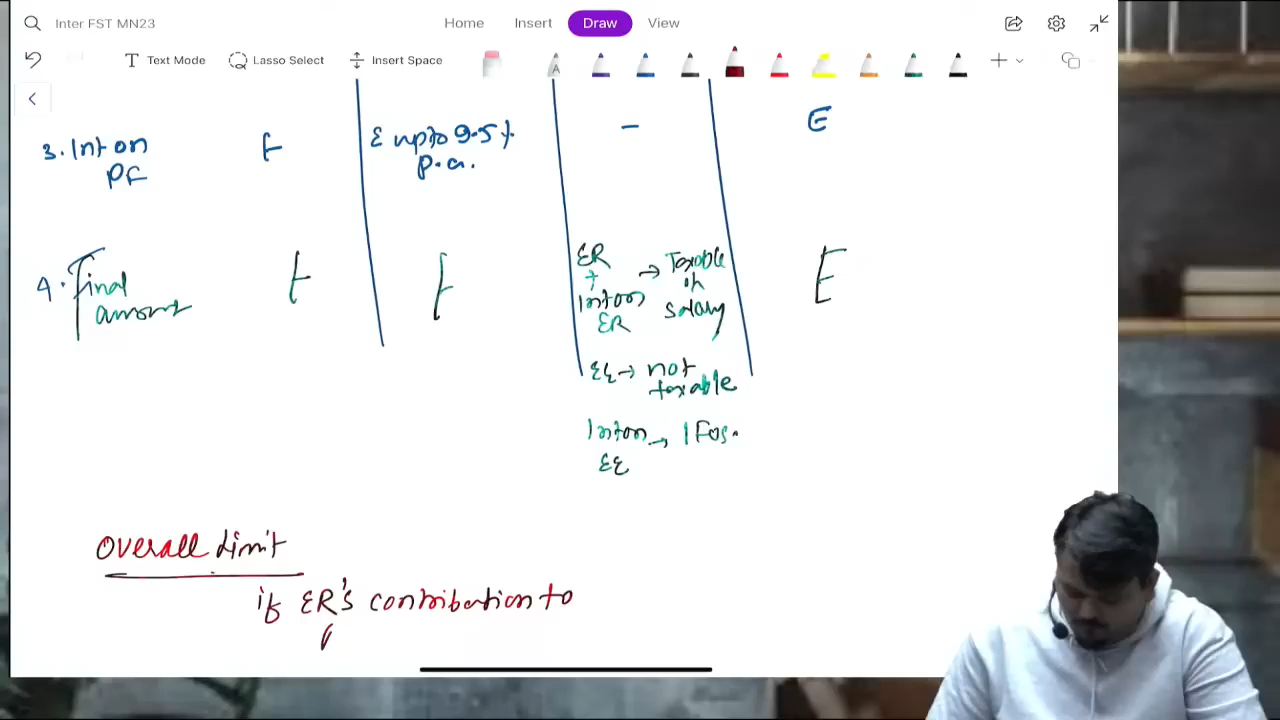 Inter FST MN23
Home Insert Draw View
Text Mode Lasso Select Insert Space
3. Int on PF E E upto 9.5% p.a. – E
4. Final amount E E
ER + Int on ER → Taxable in salary
E
EE → not taxable
Int on EE → IFOS.
Overall Limit
if ER's contribution to